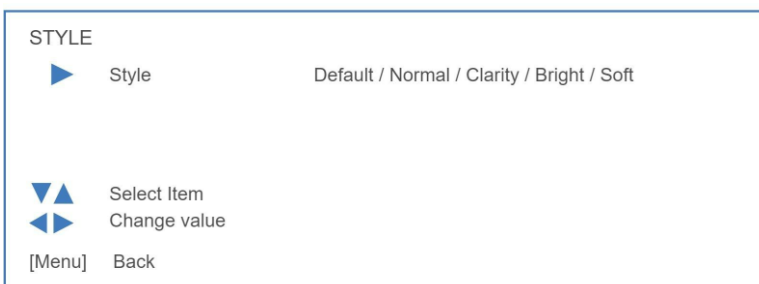 STYLE
Style Default / Normal / Clarity / Bright / Soft
Select Item
Change value
[Menu] Back